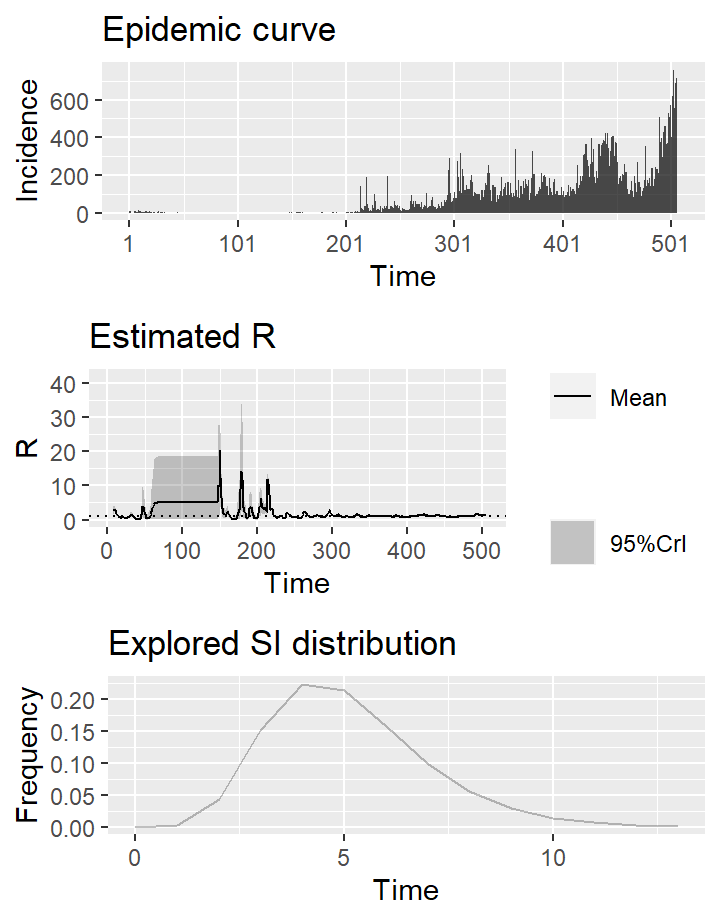 Epidemic curve
Incidence
600
400
200
0
1 101 201 301 401 501
Time
Estimated R
R
40
30
20
10
0
0 100 200 300 400 500
Time
Mean
95%CrI
Explored SI distribution
Frequency
0.20
0.15
0.10
0.05
0.00
0 5 10
Time